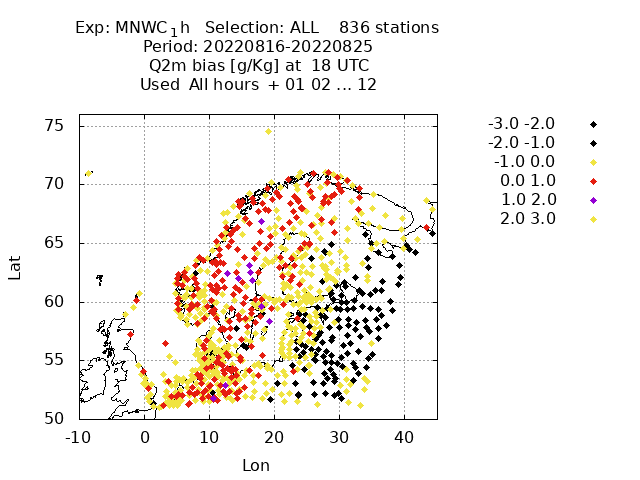 Exp: MNWC_1h Selection: ALL 836 stations
Period: 20220816-20220825
Q2m bias [g/Kg] at 18 UTC
Used All hours + 01 02 ... 12
-3.0 -2.0
-2.0 -1.0
-1.0 0.0
0.0 1.0
1.0 2.0
2.0 3.0
75
70
65
60
55
50
Lat
-10 0 10 20 30 40
Lon